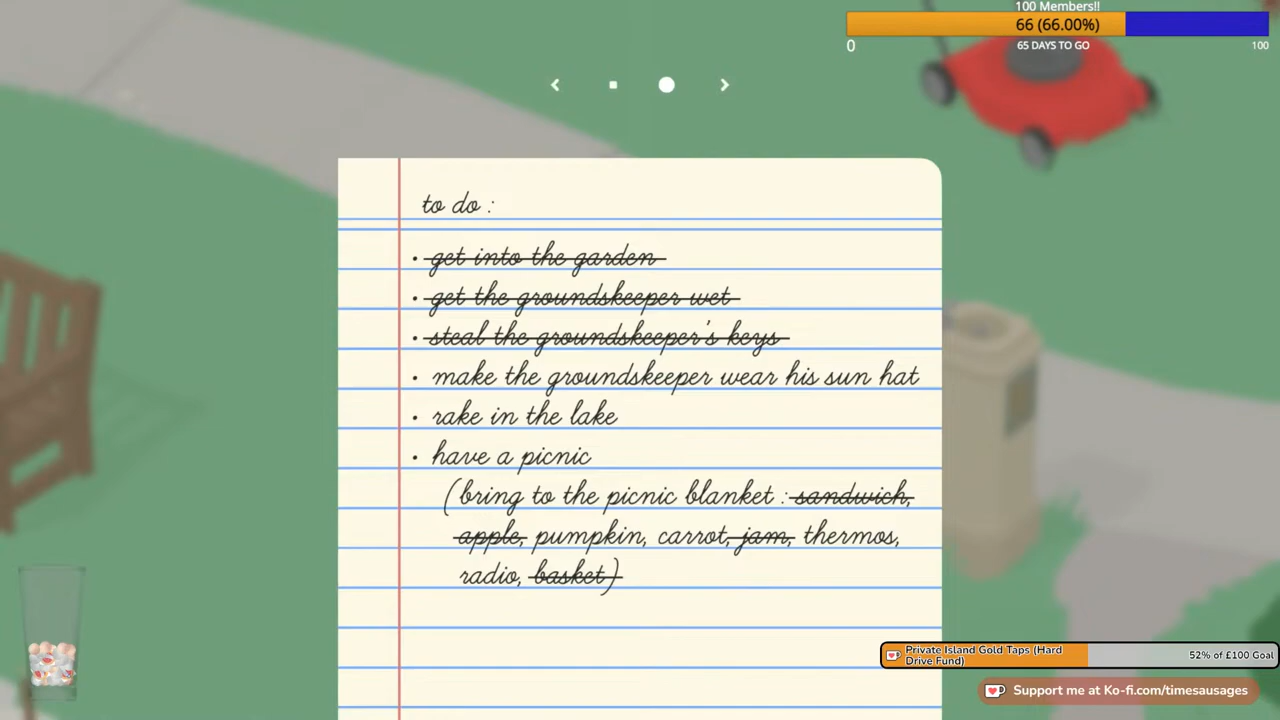 100 Members!!
66 (66.00%)
0 65 DAYS TO GO 100
to do :
• get into the garden
• get the groundskeeper wet
• steal the groundskeeper's keys
• make the groundskeeper wear his sun hat
• rake in the lake
• have a picnic
(bring to the picnic blanket : sandwich,
apple, pumpkin, carrot, jam, thermos,
radio, basket)
Private Island Gold Taps (Hard
Drive Fund)
52% of £100 Goal
Support me at Ko-fi.com/timesausages